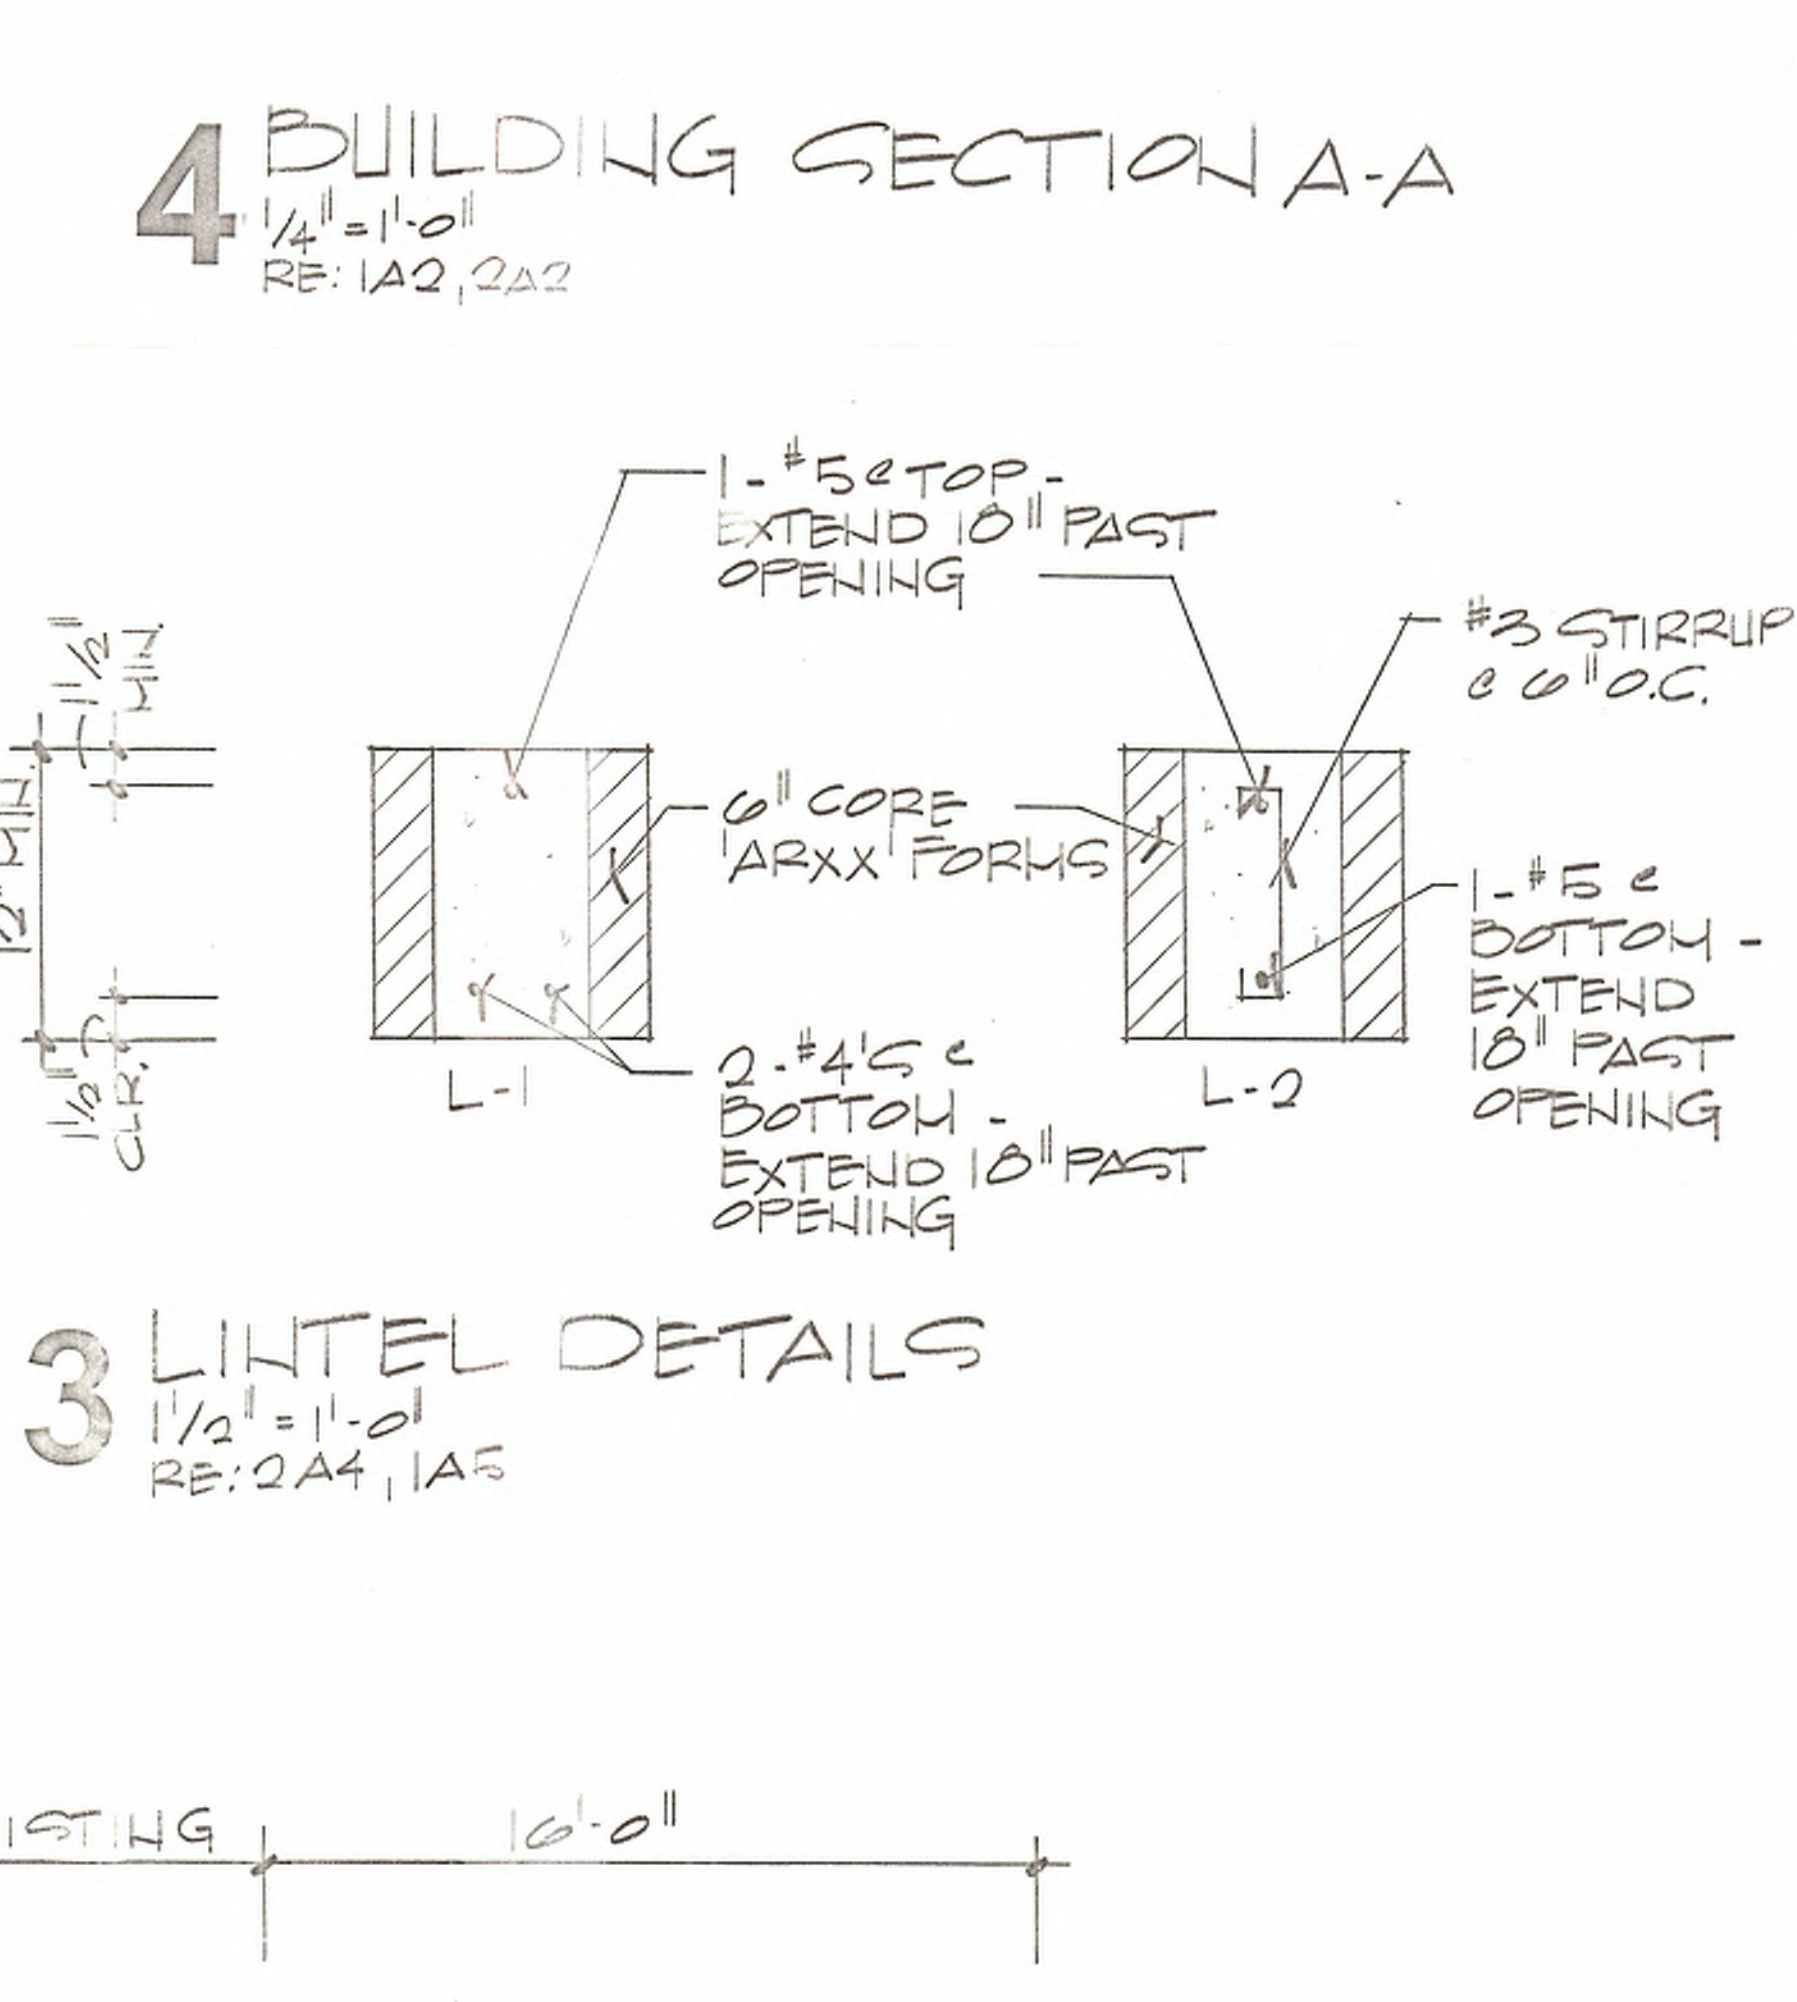 4 BUILDING SECTION A-A
1/4" = 1'-0"
RE: 1A2, 2A2
1-#5 @ TOP -
EXTEND 18" PAST
OPENING
#3 STIRRUP
@ 6" O.C.
1 1/2"
MIN.
12" MIN.
1 1/2"
CLR.
6" CORE
'ARXX' FORMS
1-#5 @
BOTTOM -
EXTEND
18" PAST
OPENING
L-1
2-#4'S @
BOTTOM -
EXTEND 18" PAST
OPENING
L-2
3 LINTEL DETAILS
1 1/2" = 1'-0"
RE: 2A4, 1A5
ISTING
16'-0"